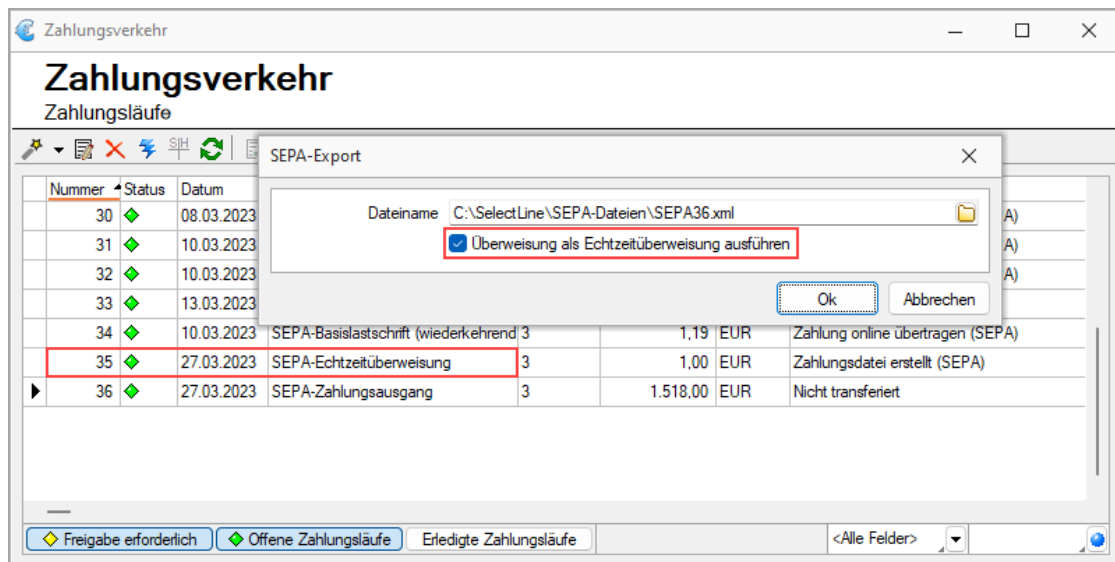 Zahlungsverkehr
Zahlungsverkehr
Zahlungsläufe
SEPA-Export
Dateiname C:\SelectLine\SEPA-Dateien\SEPA36.xml
Überweisung als Echtzeitüberweisung ausführen
Ok Abbrechen
Nummer Status Datum
30 08.03.2023 A)
31 10.03.2023 A)
32 10.03.2023 A)
33 13.03.2023
34 10.03.2023 SEPA-Basislastschrift (wiederkehrend 3 1,19 EUR Zahlung online übertragen (SEPA)
35 27.03.2023 SEPA-Echtzeitüberweisung 3 1,00 EUR Zahlungsdatei erstellt (SEPA)
36 27.03.2023 SEPA-Zahlungsausgang 3 1.518,00 EUR Nicht transferiert
Freigabe erforderlich Offene Zahlungsläufe Erledigte Zahlungsläufe <Alle Felder>